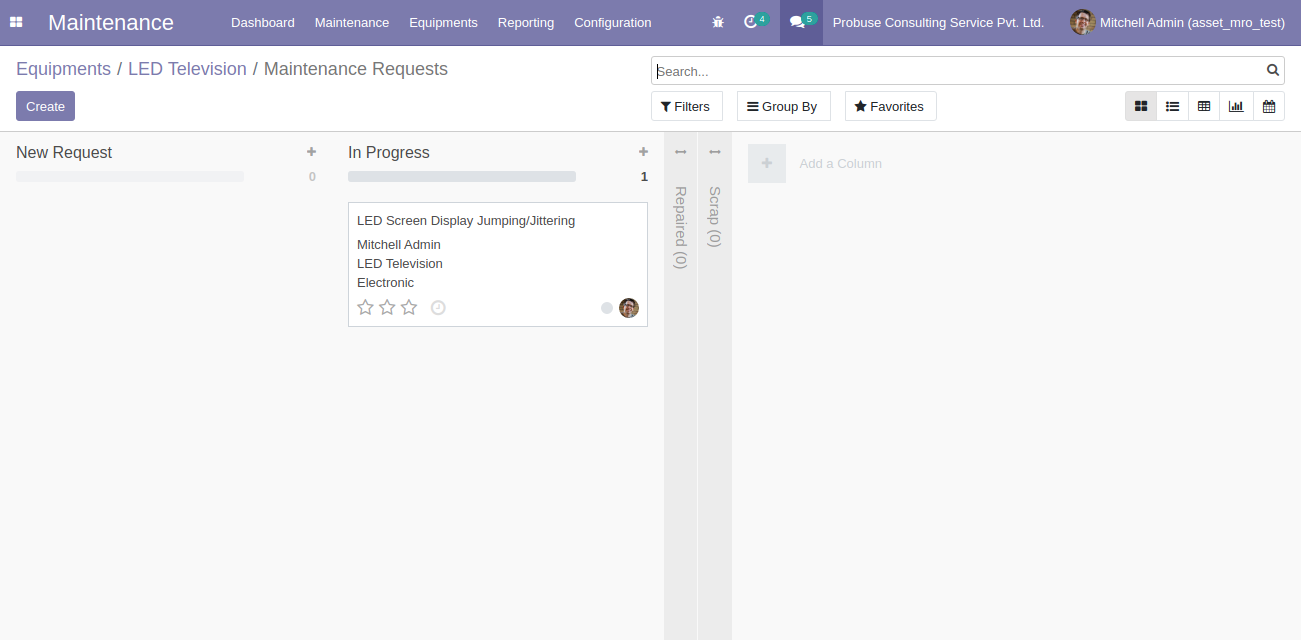 Maintenance Dashboard Maintenance Equipments Reporting Configuration 4 5 Probuse Consulting Service Pvt. Ltd. Mitchell Admin (asset_mro_test)
Equipments / LED Television / Maintenance Requests
Search...
Create
Filters Group By Favorites
New Request
0
In Progress
1
LED Screen Display Jumping/Jittering
Mitchell Admin
LED Television
Electronic
Repaired (0)
Scrap (0)
Add a Column